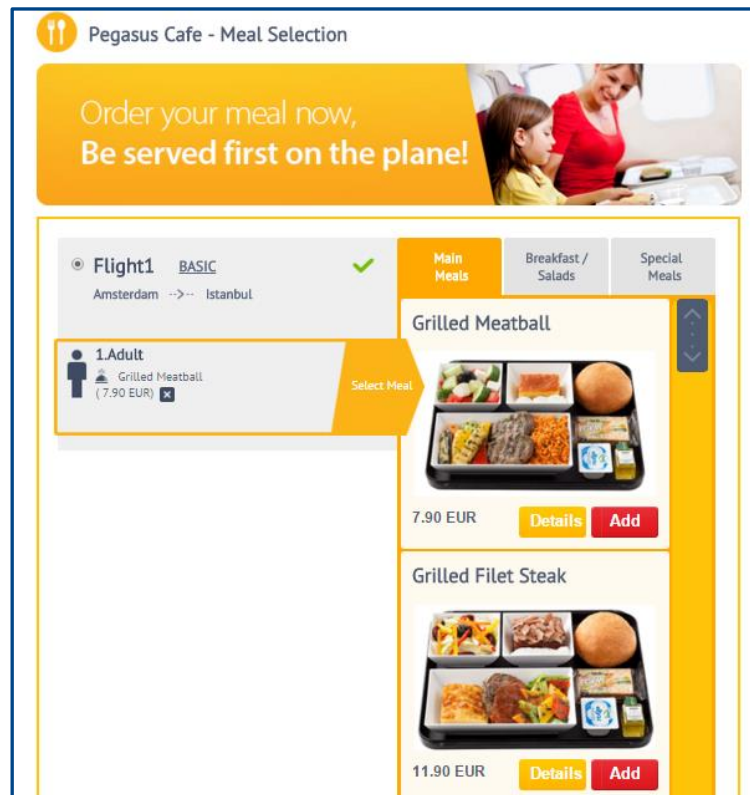 Pegasus Cafe - Meal Selection
Order your meal now,
Be served first on the plane!
Flight1 BASIC
Amsterdam -->-- Istanbul
1.Adult
Grilled Meatball
( 7.90 EUR)
Select Meal
Main
Meals
Breakfast /
Salads
Special
Meals
Grilled Meatball
7.90 EUR
Details
Add
Grilled Filet Steak
11.90 EUR
Details
Add